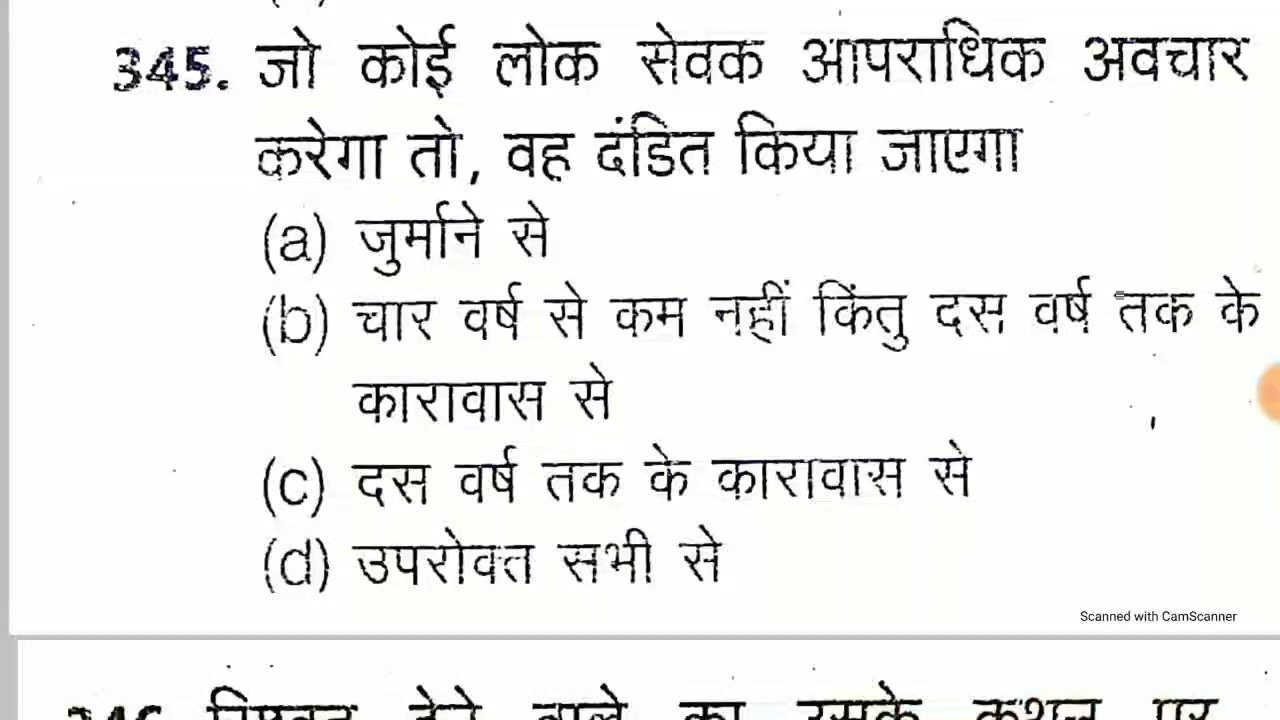 345. जो कोई लोक सेवक आपराधिक अवचार
करेगा तो, वह दंडित किया जाएगा
(a) जुर्माने से
(b) चार वर्ष से कम नहीं किंतु दस वर्ष तक के
कारावास से
(c) दस वर्ष तक के कारावास से
(d) उपरोक्त सभी से
Scanned with CamScanner